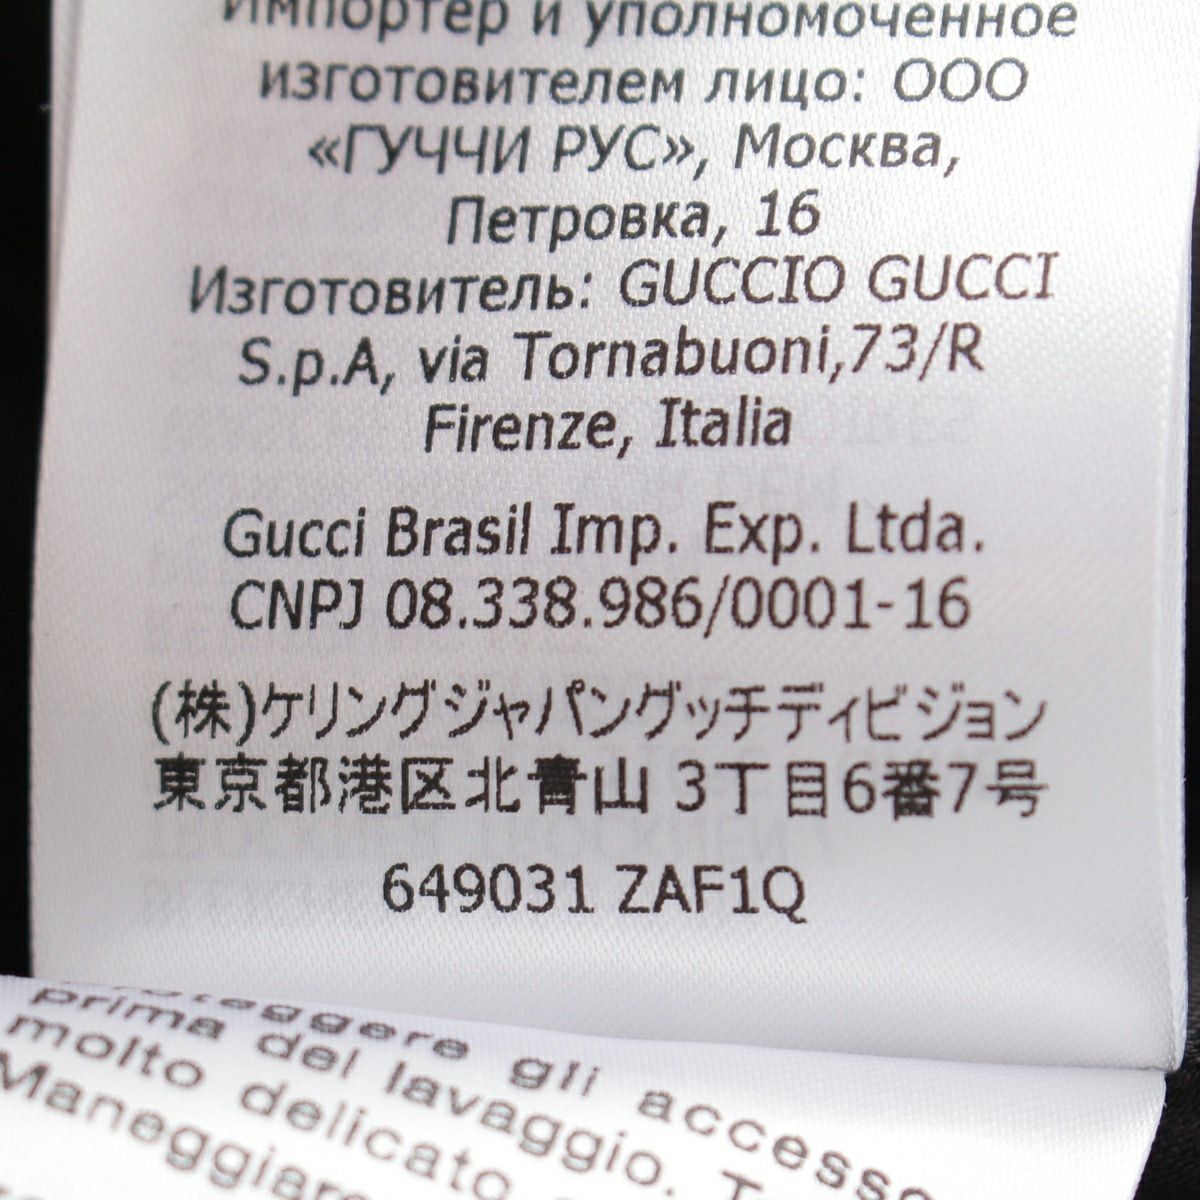 Импортер и уполномоченное
изготовителем лицо: ООО
«ГУЧЧИ РУС», Москва,
Петровка, 16
Изготовитель: GUCCIO GUCCI
S.p.A, via Tornabuoni,73/R
Firenze, Italia
Gucci Brasil Imp. Exp. Ltda.
CNPJ 08.338.986/0001-16
(株)ケリングジャパングッチディビジョン
東京都港区北青山 3丁目6番7号
649031 ZAF1Q
gli
prima del lavaggio.
molto delicato